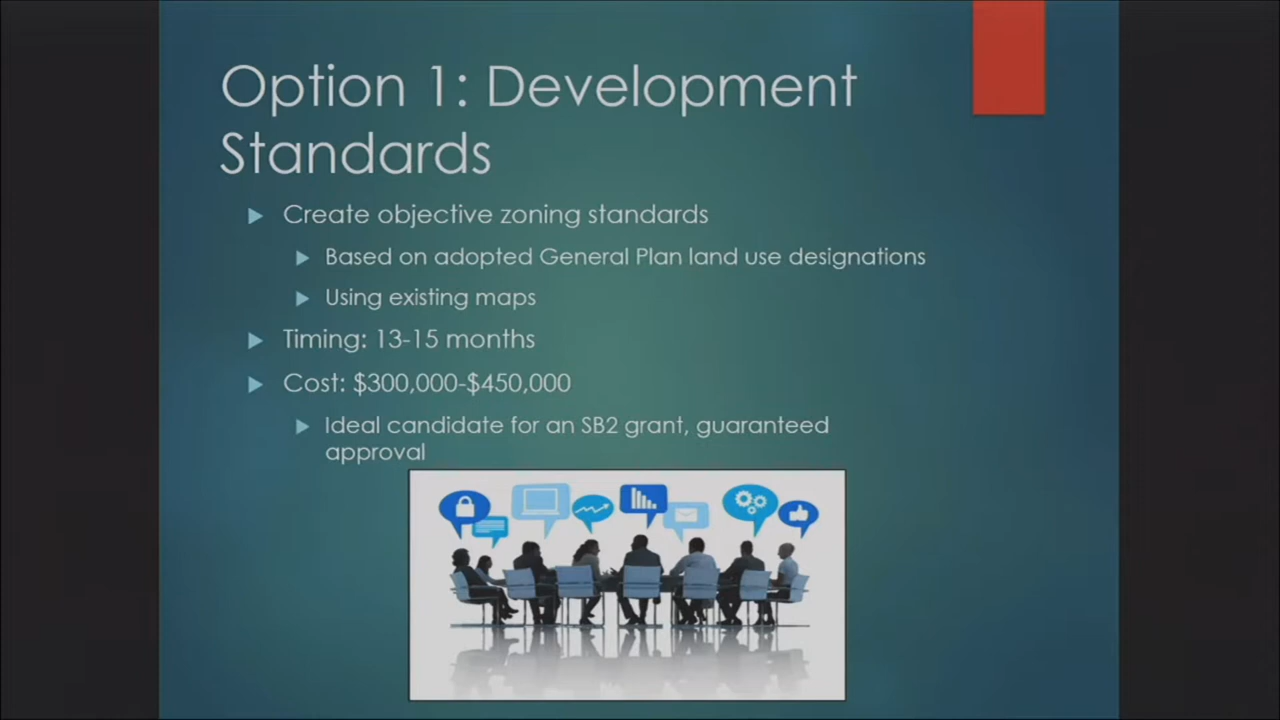 Option 1: Development
Standards
Create objective zoning standards
Based on adopted General Plan land use designations
Using existing maps
Timing: 13-15 months
Cost: $300,000-$450,000
Ideal candidate for an SB2 grant, guaranteed
approval